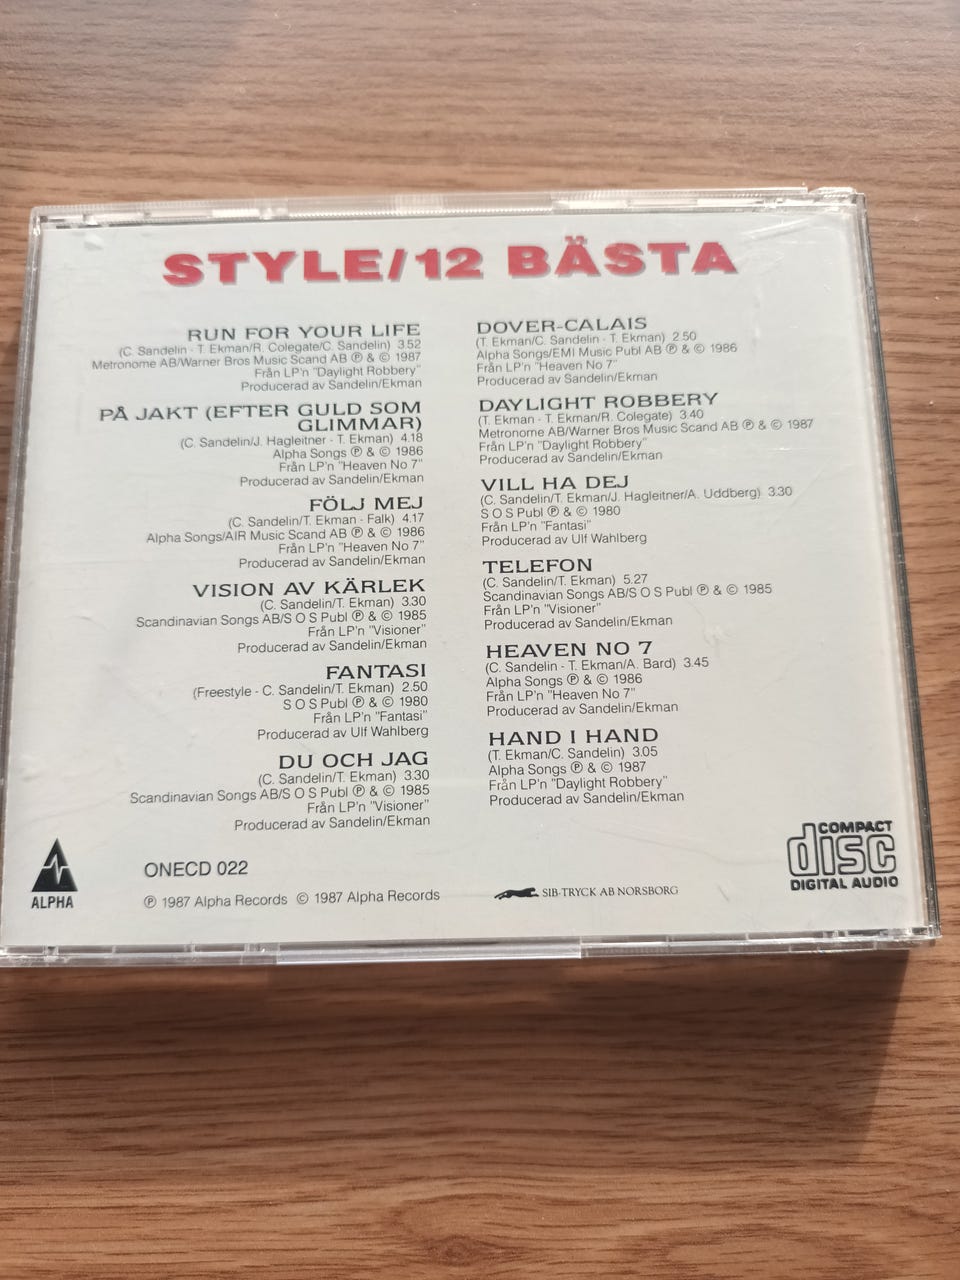 STYLE/12 BÄSTA
RUN FOR YOUR LIFE
(C. Sandelin - T. Ekman/R. Colegate/C. Sandelin) 3.52
Metronome AB/Warner Bros Music Scand AB Ⓟ & © 1987
Från LP'n "Daylight Robbery"
Producerad av Sandelin/Ekman
PÅ JAKT (EFTER GULD SOM
GLIMMAR)
(C. Sandelin/J. Hagleitner - T. Ekman) 4.18
Alpha Songs Ⓟ & © 1986
Från LP'n "Heaven No 7"
Producerad av Sandelin/Ekman
FÖLJ MEJ
(C. Sandelin/T. Ekman - Falk) 4.17
Alpha Songs/AIR Music Scand AB Ⓟ & © 1986
Från LP'n "Heaven No 7"
Producerad av Sandelin/Ekman
VISION AV KÄRLEK
(C. Sandelin/T. Ekman) 3.30
Scandinavian Songs AB/S O S Publ Ⓟ & © 1985
Från LP'n "Visioner"
Producerad av Sandelin/Ekman
FANTASI
(Freestyle - C. Sandelin/T. Ekman) 2.50
S O S Publ Ⓟ & © 1980
Från LP'n "Fantasi"
Producerad av Ulf Wahlberg
DU OCH JAG
(C. Sandelin/T. Ekman) 3.30
Scandinavian Songs AB/S O S Publ Ⓟ & © 1985
Från LP'n "Visioner"
Producerad av Sandelin/Ekman
DOVER-CALAIS
(T. Ekman/C. Sandelin - T. Ekman) 2.50
Alpha Songs/EMI Music Publ AB Ⓟ & © 1986
Från LP'n "Heaven No 7"
Producerad av Sandelin/Ekman
DAYLIGHT ROBBERY
(T. Ekman - T. Ekman/R. Colegate) 3.40
Metronome AB/Warner Bros Music Scand AB Ⓟ & © 1987
Från LP'n "Daylight Robbery"
Producerad av Sandelin/Ekman
VILL HA DEJ
(C. Sandelin/T. Ekman/J. Hagleitner/A. Uddberg) 3.30
S O S Publ Ⓟ & © 1980
Från LP'n "Fantasi"
Producerad av Ulf Wahlberg
TELEFON
(C. Sandelin/T. Ekman) 5.27
Scandinavian Songs AB/S O S Publ Ⓟ & © 1985
Från LP'n "Visioner"
Producerad av Sandelin/Ekman
HEAVEN NO 7
(C. Sandelin - T. Ekman/A. Bard) 3.45
Alpha Songs Ⓟ & © 1986
Från LP'n "Heaven No 7"
Producerad av Sandelin/Ekman
HAND I HAND
(T. Ekman/C. Sandelin) 3.05
Alpha Songs Ⓟ & © 1987
Från LP'n "Daylight Robbery"
Producerad av Sandelin/Ekman
ALPHA
ONECD 022
Ⓟ 1987 Alpha Records © 1987 Alpha Records
SIB-TRYCK AB NORSBORG
COMPACT
disc
DIGITAL AUDIO